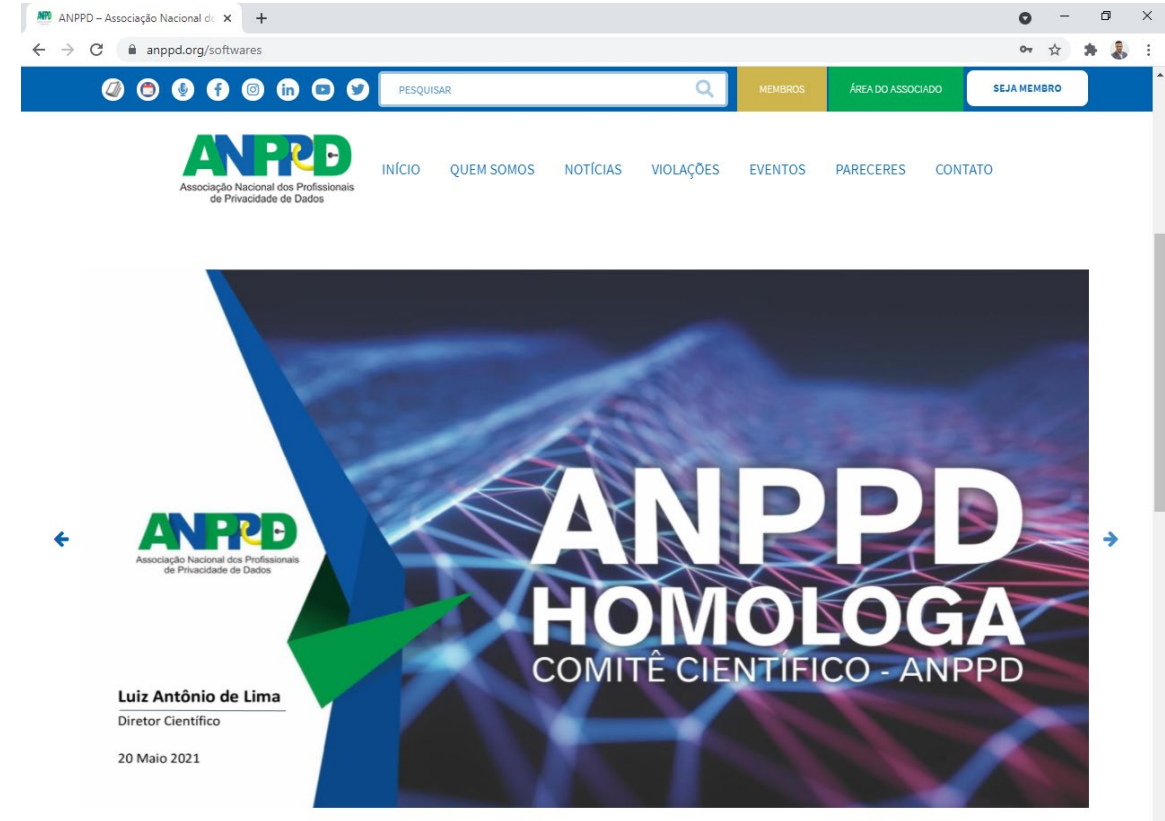 ANPPD – Associação Nacional do
anppd.org/softwares
PESQUISAR
MEMBROS
ÁREA DO ASSOCIADO
SEJA MEMBRO
ANPPD
Associação Nacional dos Profissionais
de Privacidade de Dados
INÍCIO QUEM SOMOS NOTÍCIAS VIOLAÇÕES EVENTOS PARECERES CONTATO
ANPPD
HOMOLOGA
COMITÊ CIENTÍFICO - ANPPD
ANPPD
Associação Nacional dos Profissionais
de Privacidade de Dados
Luiz Antônio de Lima
Diretor Científico
20 Maio 2021